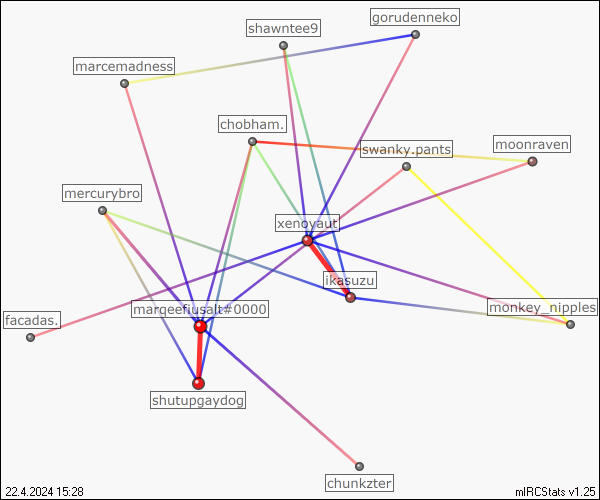 gorudenneko
shawntee9
marcemadness
chobham.
moonraven
swanky.pants
mercurybro
xenoyaut
ikasuzu
marqeefiusalt#0000
monkey_nipples
facadas.
shutupgaydog
chunkzter
22.4.2024 15:28
mIRCStats v1.25